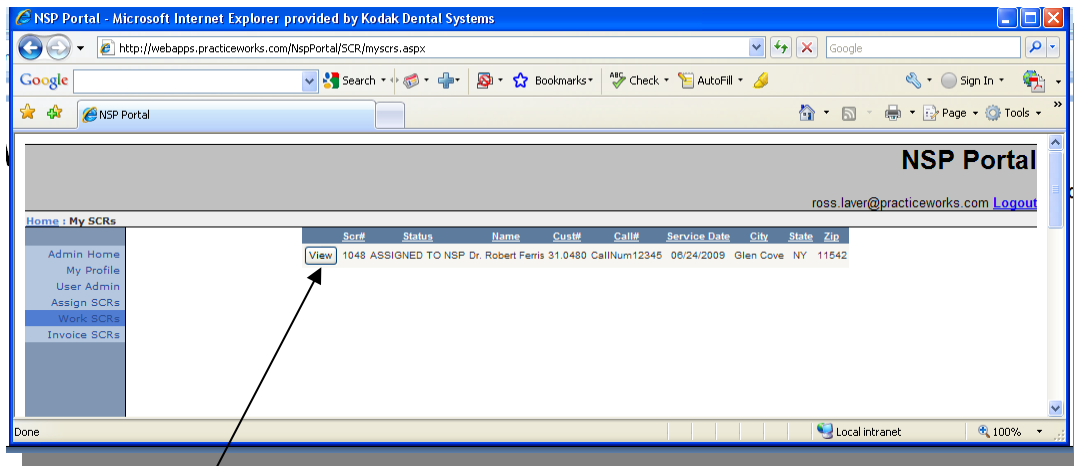 NSP Portal - Microsoft Internet Explorer provided by Kodak Dental Systems
http://webapps.practiceworks.com/NspPortal/SCR/myscrs.aspx
Google
Google
Search
Bookmarks
ABC Check
AutoFill
Sign In
NSP Portal
Page
Tools
NSP Portal
ross.laver@practiceworks.com Logout
Home : My SCRs
Scr# Status Name Cust# Call# Service Date City State Zip
View 1048 ASSIGNED TO NSP Dr. Robert Ferris 31.0480 CallNum12345 06/24/2009 Glen Cove NY 11542
Admin Home
My Profile
User Admin
Assign SCRs
Work SCRs
Invoice SCRs
Done
Local intranet
100%